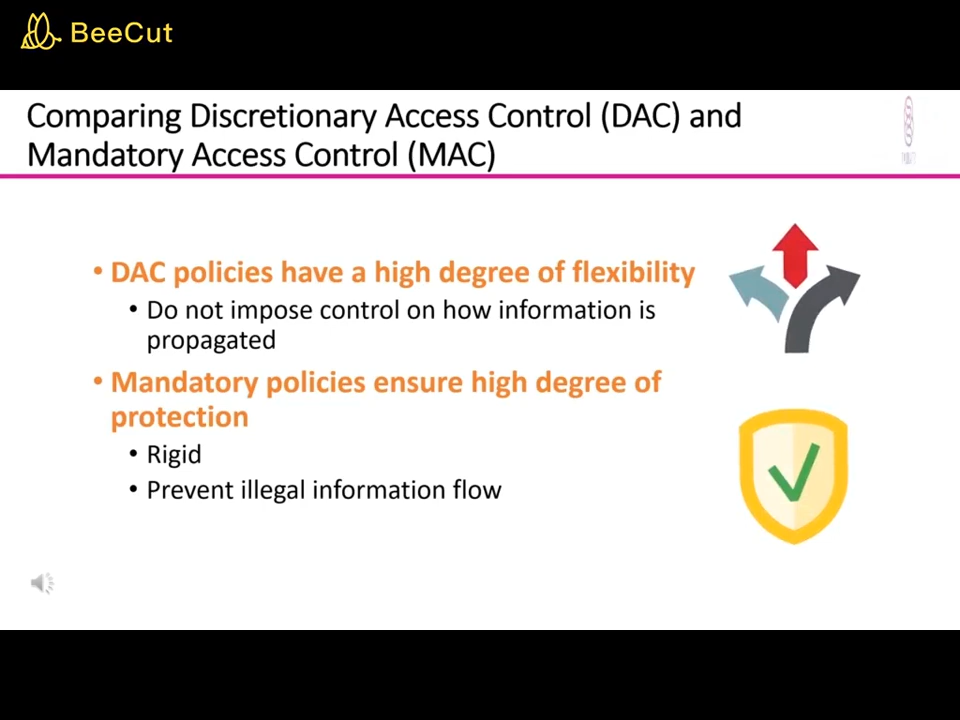 BeeCut
Comparing Discretionary Access Control (DAC) and
Mandatory Access Control (MAC)
• DAC policies have a high degree of flexibility
• Do not impose control on how information is
propagated
• Mandatory policies ensure high degree of
protection
• Rigid
• Prevent illegal information flow